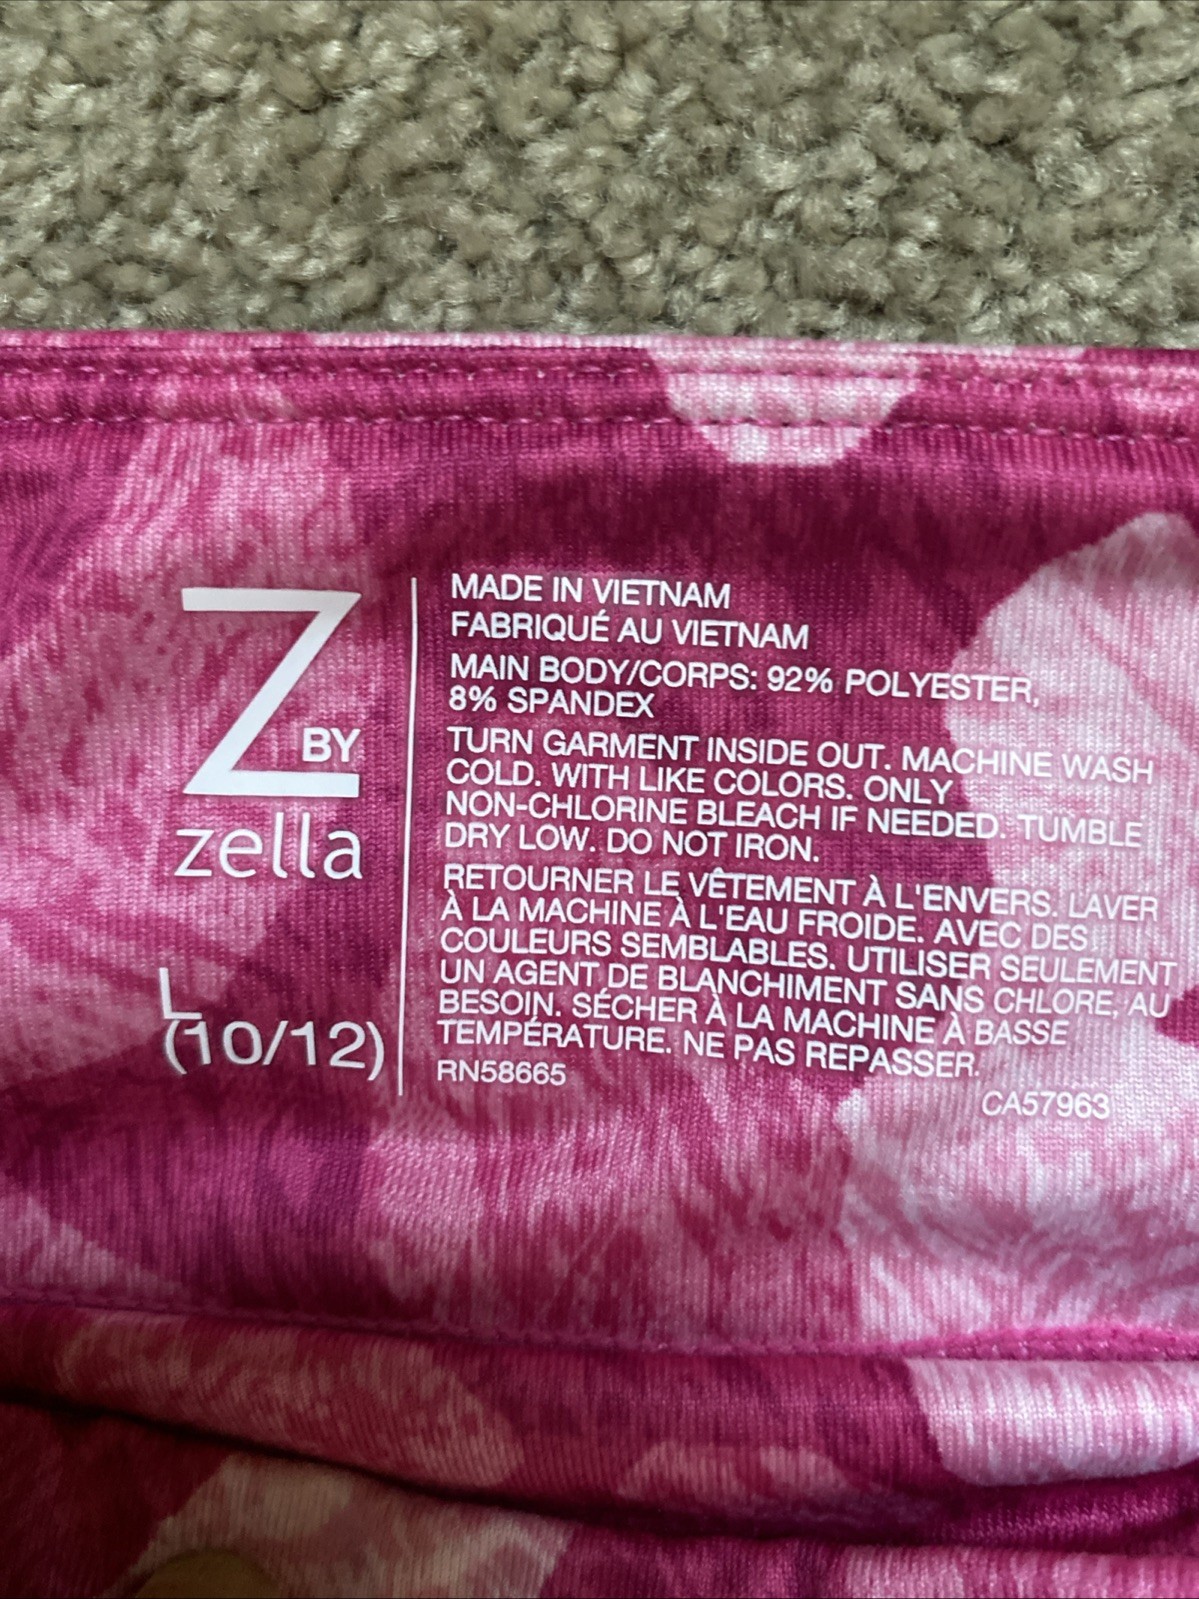 Z BY
zella
L
(10/12)
MADE IN VIETNAM
FABRIQUÉ AU VIETNAM
MAIN BODY/CORPS: 92% POLYESTER,
8% SPANDEX
TURN GARMENT INSIDE OUT. MACHINE WASH
COLD. WITH LIKE COLORS. ONLY
NON-CHLORINE BLEACH IF NEEDED. TUMBLE
DRY LOW. DO NOT IRON.
RETOURNER LE VÊTEMENT À L'ENVERS. LAVER
À LA MACHINE À L'EAU FROIDE. AVEC DES
COULEURS SEMBLABLES. UTILISER SEULEMENT
UN AGENT DE BLANCHIMENT SANS CHLORE, AU
BESOIN. SÉCHER À LA MACHINE À BASSE
TEMPÉRATURE. NE PAS REPASSER.
RN58665
CA57963